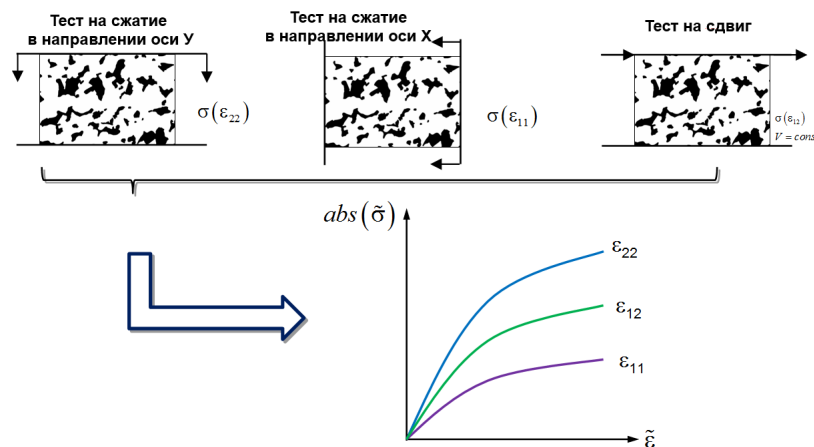 Тест на сжатие
в направлении оси У
Тест на сжатие
в направлении оси X
Тест на сдвиг
σ(ε₂₂)
σ(ε₁₁)
σ(ε₁₂)
V = cons
abs(σ̃)
ε₂₂
ε₁₂
ε₁₁
ε̃